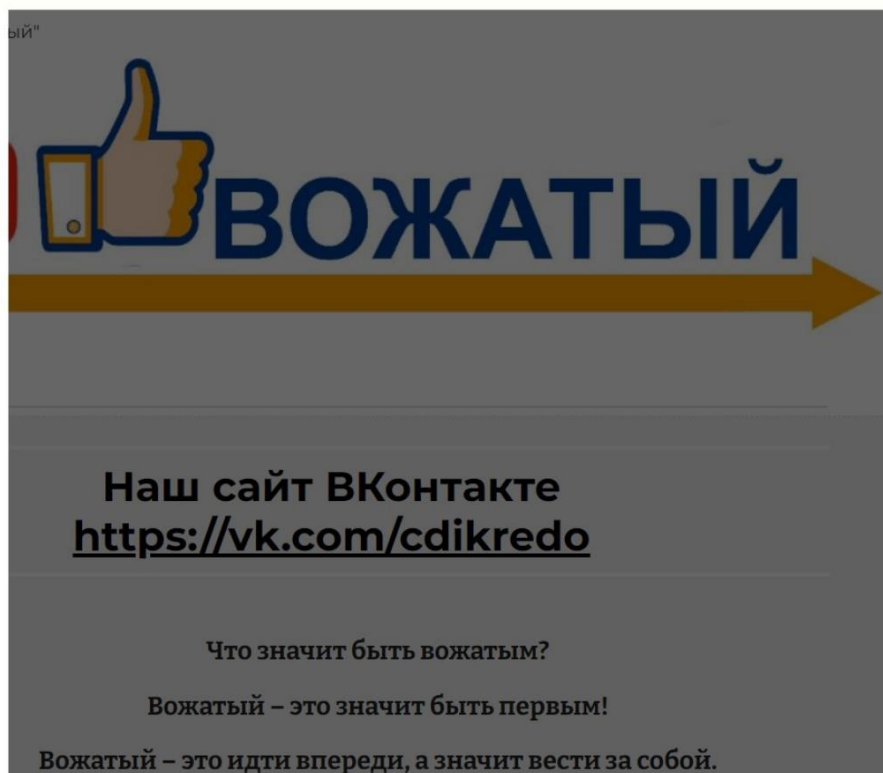 ый"
ВОЖАТЫЙ
Наш сайт ВКонтакте
https://vk.com/cdikredo
Что значит быть вожатым?
Вожатый – это значит быть первым!
Вожатый – это идти впереди, а значит вести за собой.